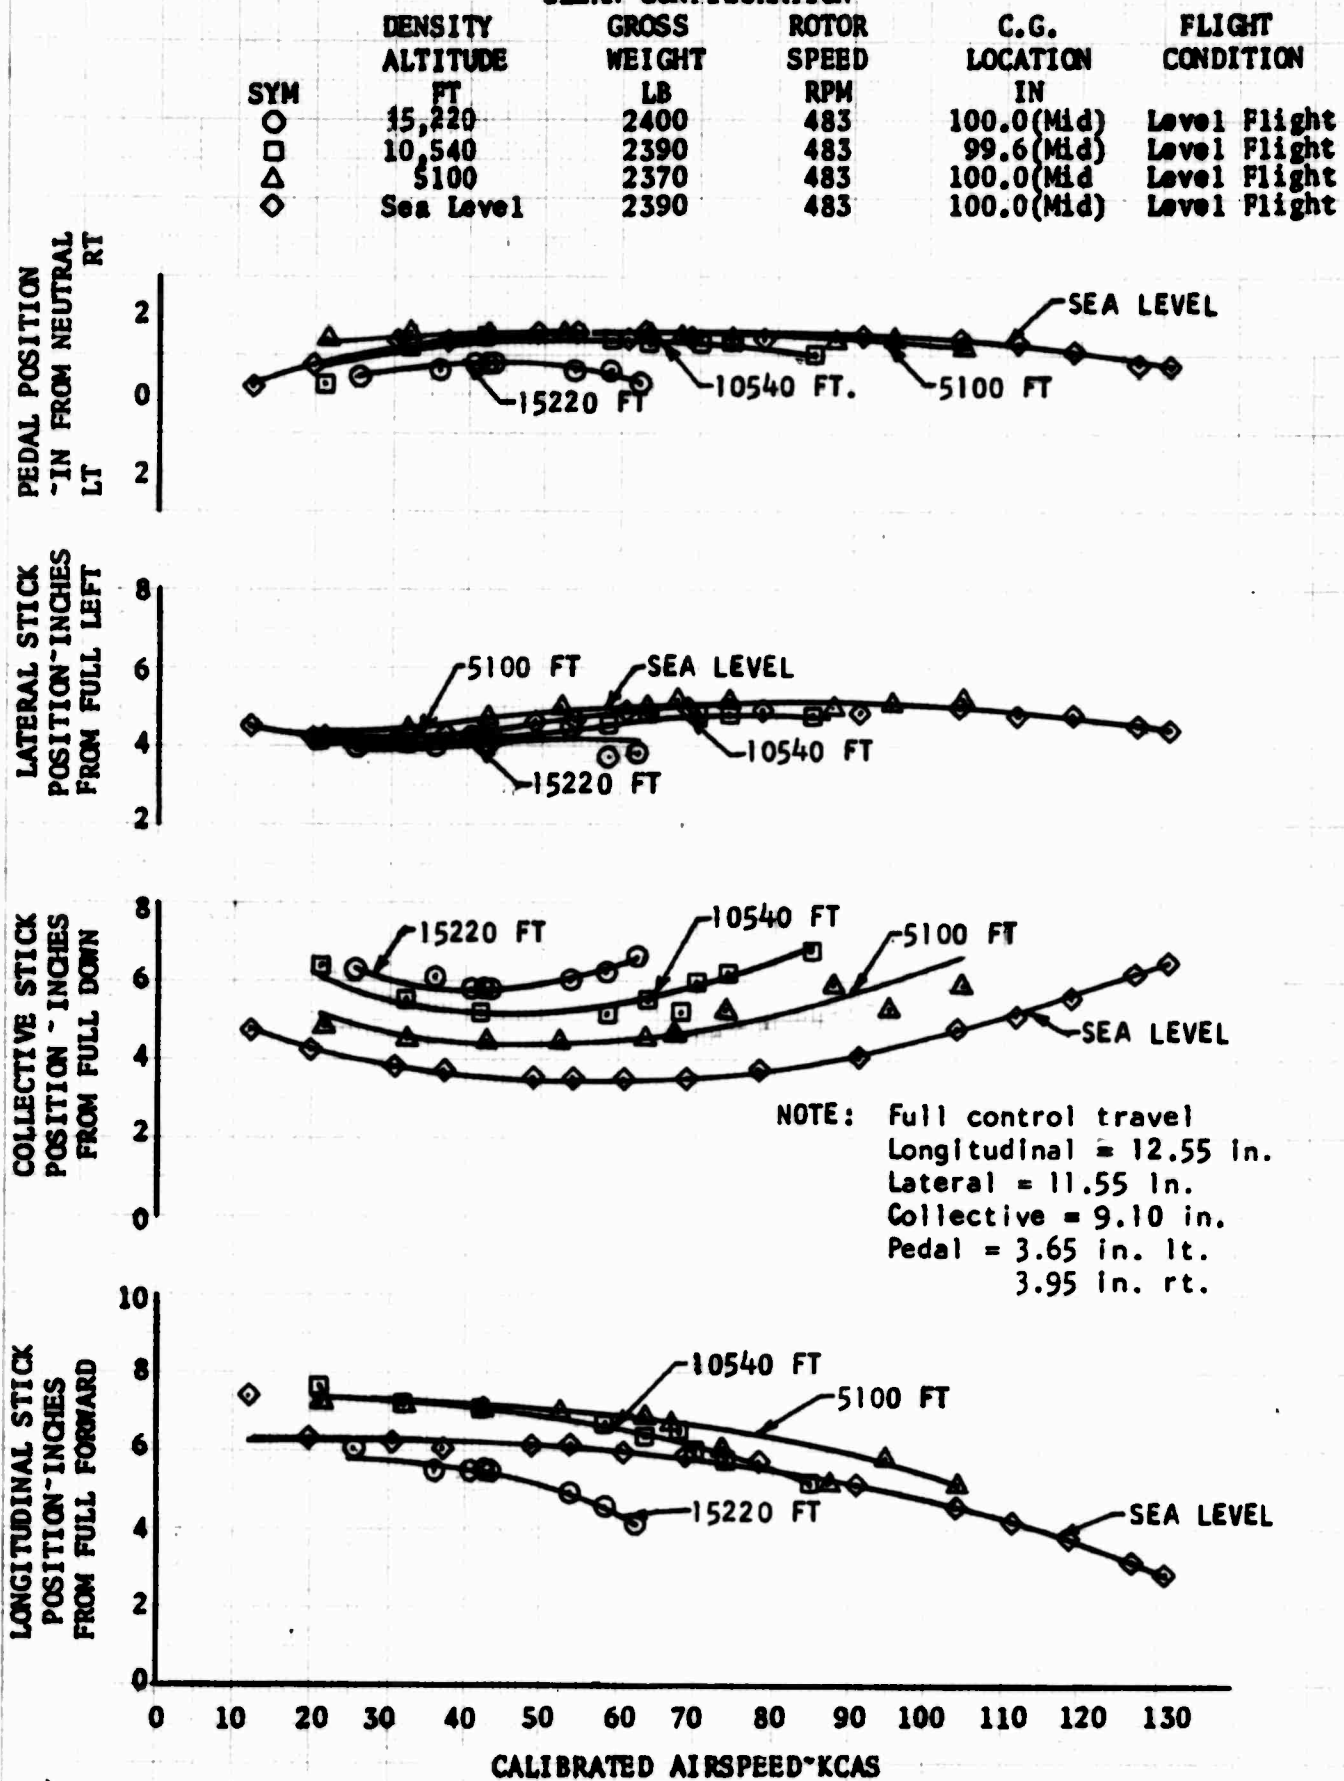 DENSITY GROSS ROTOR C.G. FLIGHT
ALTITUDE WEIGHT SPEED LOCATION CONDITION
SYM FT LB RPM IN
15,220 2400 483 100.0(Mid) Level Flight
10,540 2390 483 99.6(Mid) Level Flight
5100 2370 483 100.0(Mid Level Flight
Sea Level 2390 483 100.0(Mid) Level Flight
PEDAL POSITION
~IN FROM NEUTRAL
LT RT
2
0
2
SEA LEVEL
15220 FT
10540 FT.
5100 FT
LATERAL STICK
POSITION~INCHES
FROM FULL LEFT
8
6
4
2
5100 FT
SEA LEVEL
10540 FT
15220 FT
COLLECTIVE STICK
POSITION~INCHES
FROM FULL DOWN
8
6
4
2
0
15220 FT
10540 FT
5100 FT
SEA LEVEL
NOTE: Full control travel
Longitudinal = 12.55 in.
Lateral = 11.55 in.
Collective = 9.10 in.
Pedal = 3.65 in. lt.
3.95 in. rt.
LONGITUDINAL STICK
POSITION~INCHES
FROM FULL FORWARD
10
8
6
4
2
0
10540 FT
5100 FT
15220 FT
SEA LEVEL
0 10 20 30 40 50 60 70 80 90 100 110 120 130
CALIBRATED AIRSPEED~KCAS